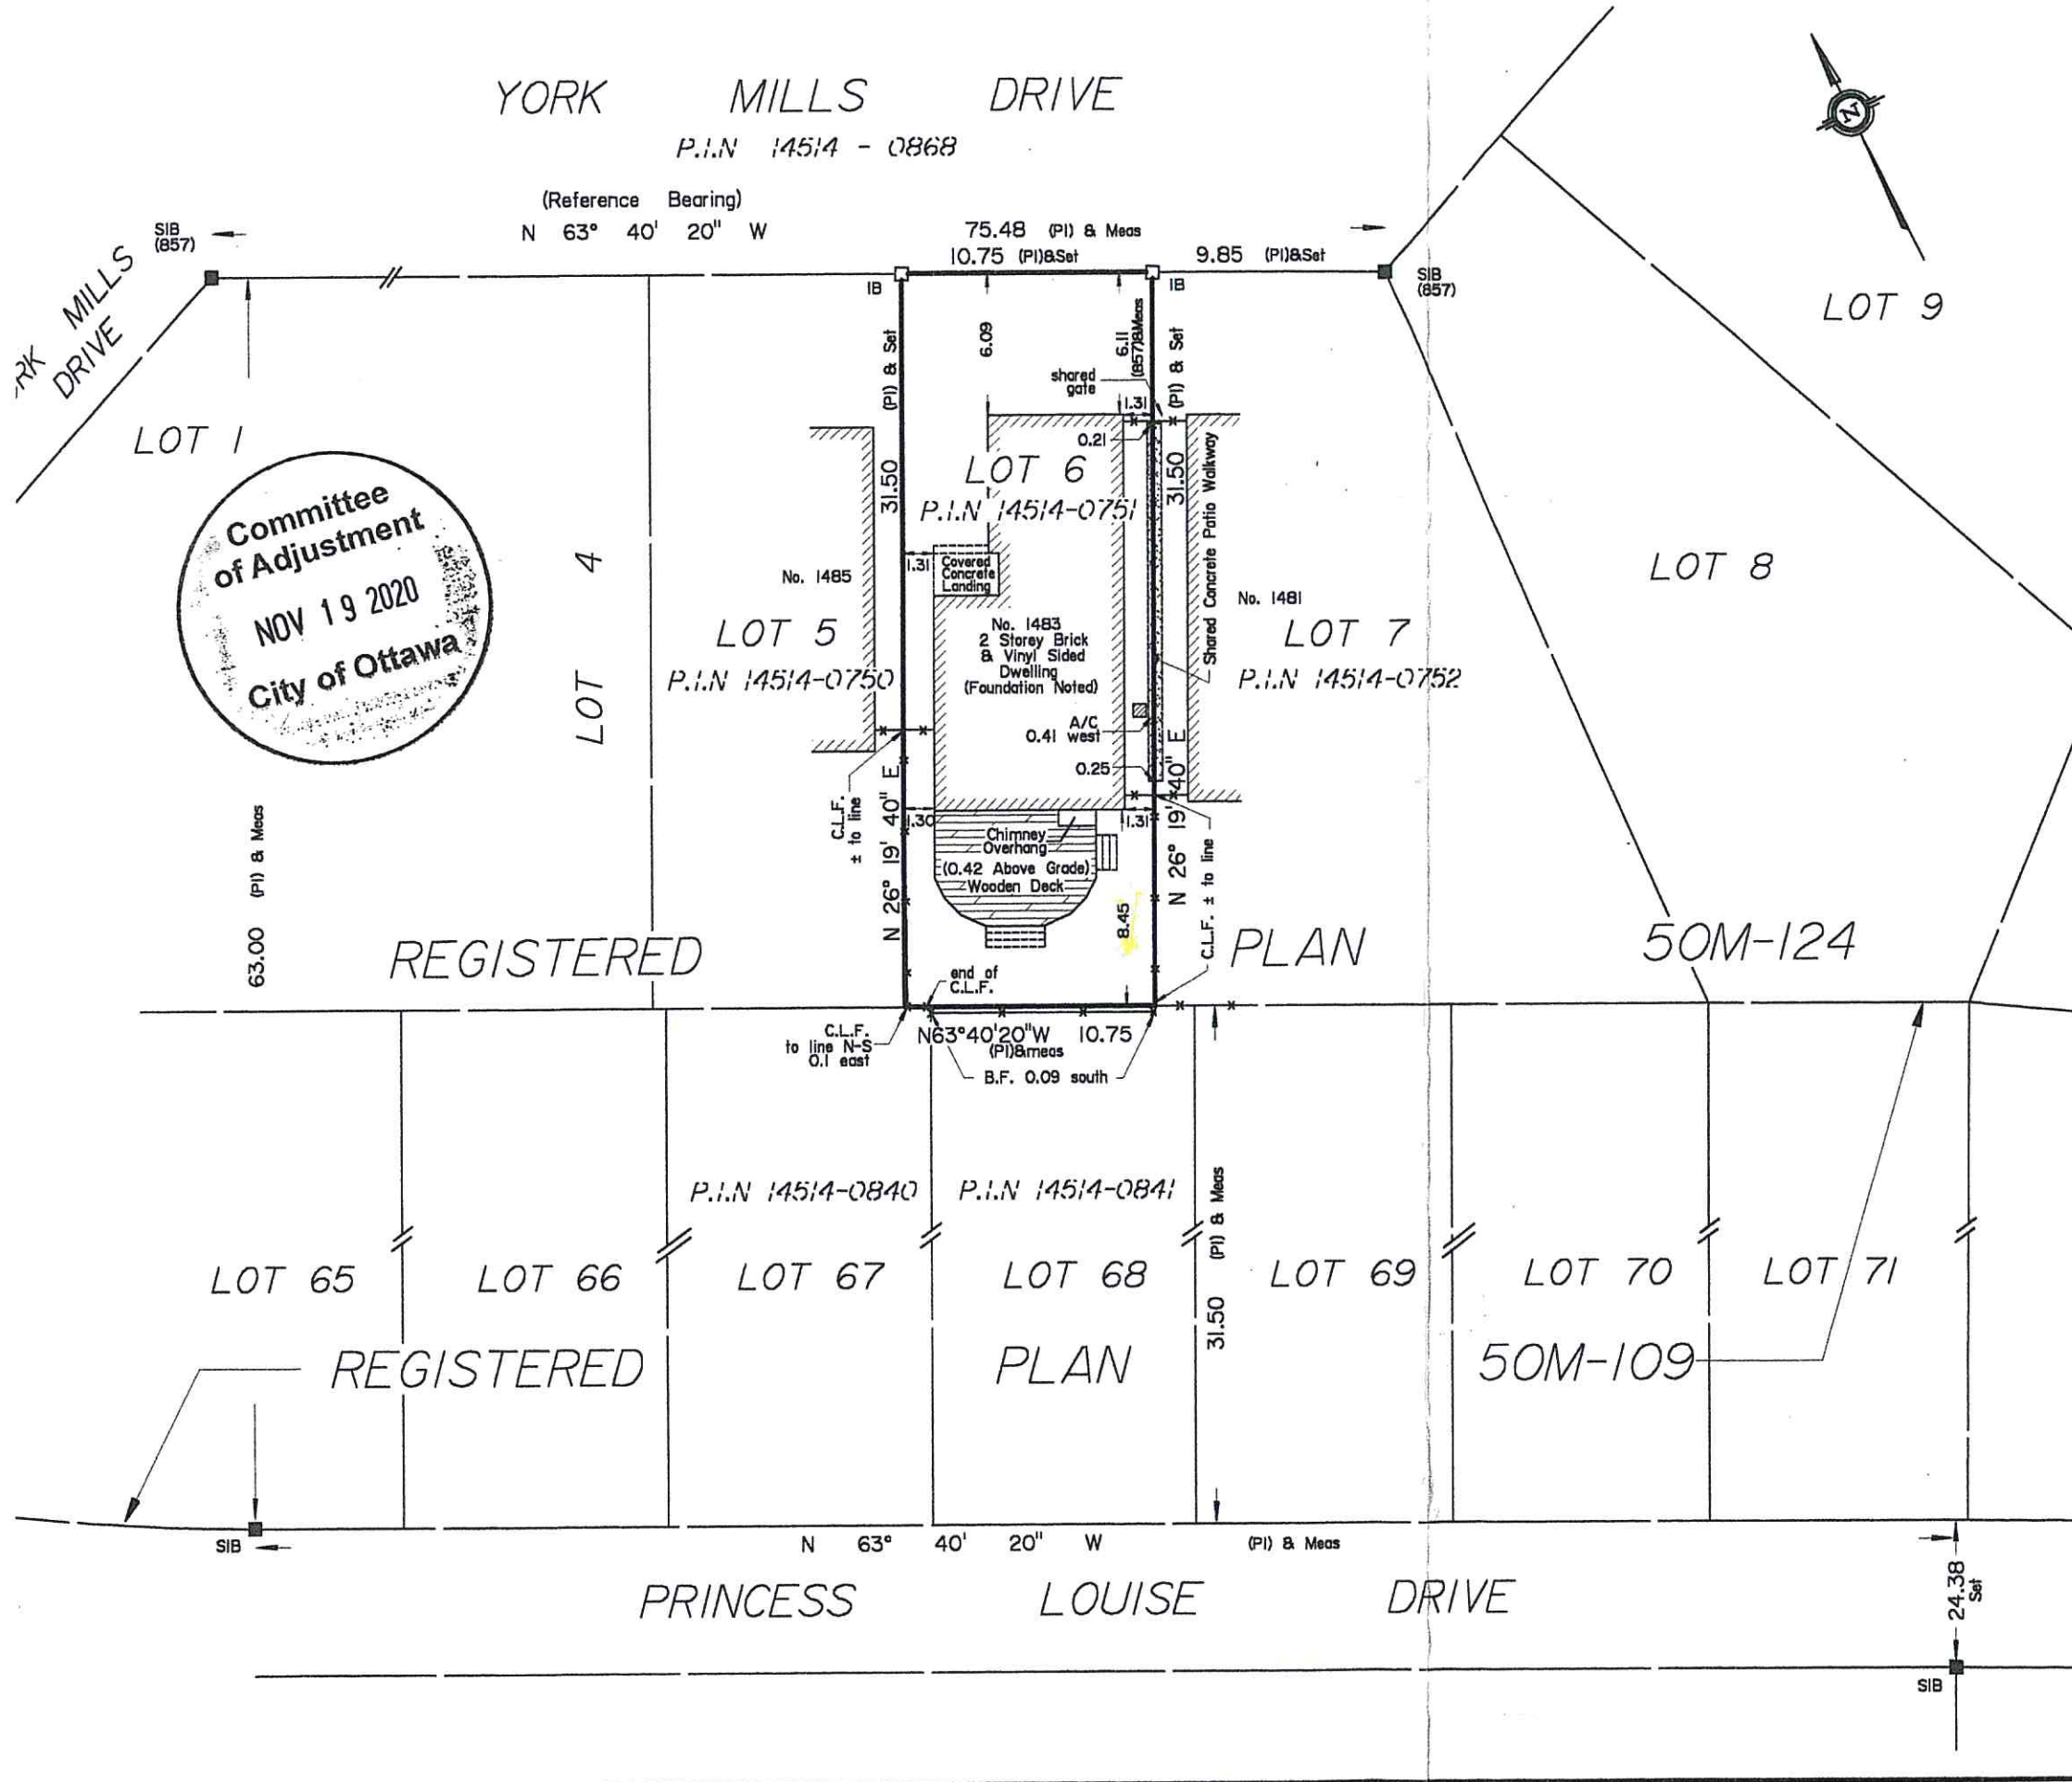 YORK MILLS DRIVE
P.I.N 14514 - 0868
(Reference Bearing)
N 63° 40' 20" W
75.48 (PI) & Meas
10.75 (PI)&Set
9.85 (PI)&Set
SIB
(857)
SIB
(857)
MILLS
DRIVE
IB
IB
LOT 9
LOT 1
31.50 (PI) & Set
6.09
6.11
(857)&Meas
31.50 (PI) & Set
shared
gate
1.31
0.21
Committee
of Adjustment
NOV 19 2020
City of Ottawa
LOT 4
LOT 6
P.I.N 14514-0751
Shared Concrete Patio Walkway
1.31
Covered
Concrete
Landing
LOT 8
No. 1485
LOT 5
P.I.N 14514-0750
No. 1483
2 Storey Brick
& Vinyl Sided
Dwelling
(Foundation Noted)
No. 1481
LOT 7
P.I.N 14514-0752
A/C
0.41 west
0.25
C.L.F.
± to line
N 26° 19' 40" E
N 26° 19' 40" E
1.30
1.31
Chimney
Overhang
(0.42 Above Grade)
Wooden Deck
8.45
C.L.F. ± to line
63.00 (PI) & Meas
REGISTERED PLAN 50M-124
end of
C.L.F.
C.L.F.
to line N-S
0.1 east
N63°40'20"W 10.75
(PI)&meas
B.F. 0.09 south
P.I.N 14514-0840
P.I.N 14514-0841
31.50 (PI) & Meas
LOT 65
LOT 66
LOT 67
LOT 68
LOT 69
LOT 70
LOT 71
REGISTERED PLAN 50M-109
SIB
N 63° 40' 20" W (PI) & Meas
PRINCESS LOUISE DRIVE
24.38
Set
SIB